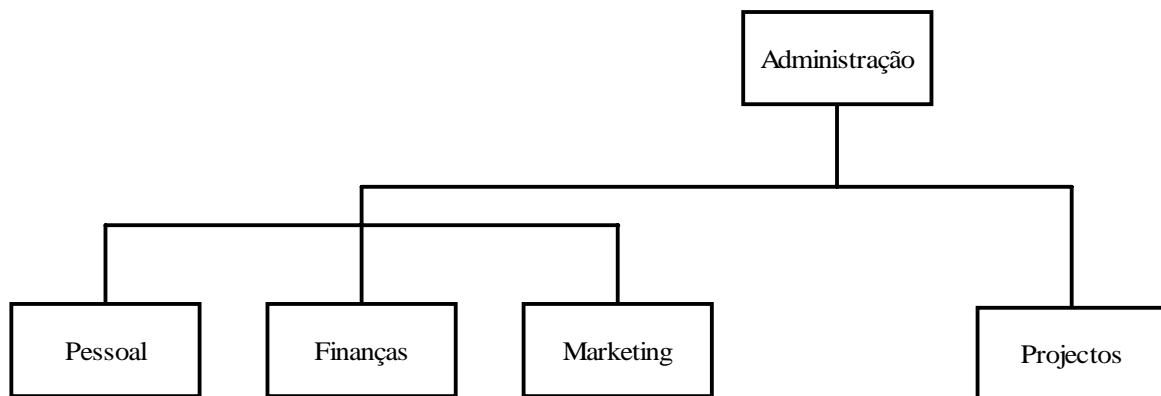 Administração
Pessoal
Finanças
Marketing
Projectos